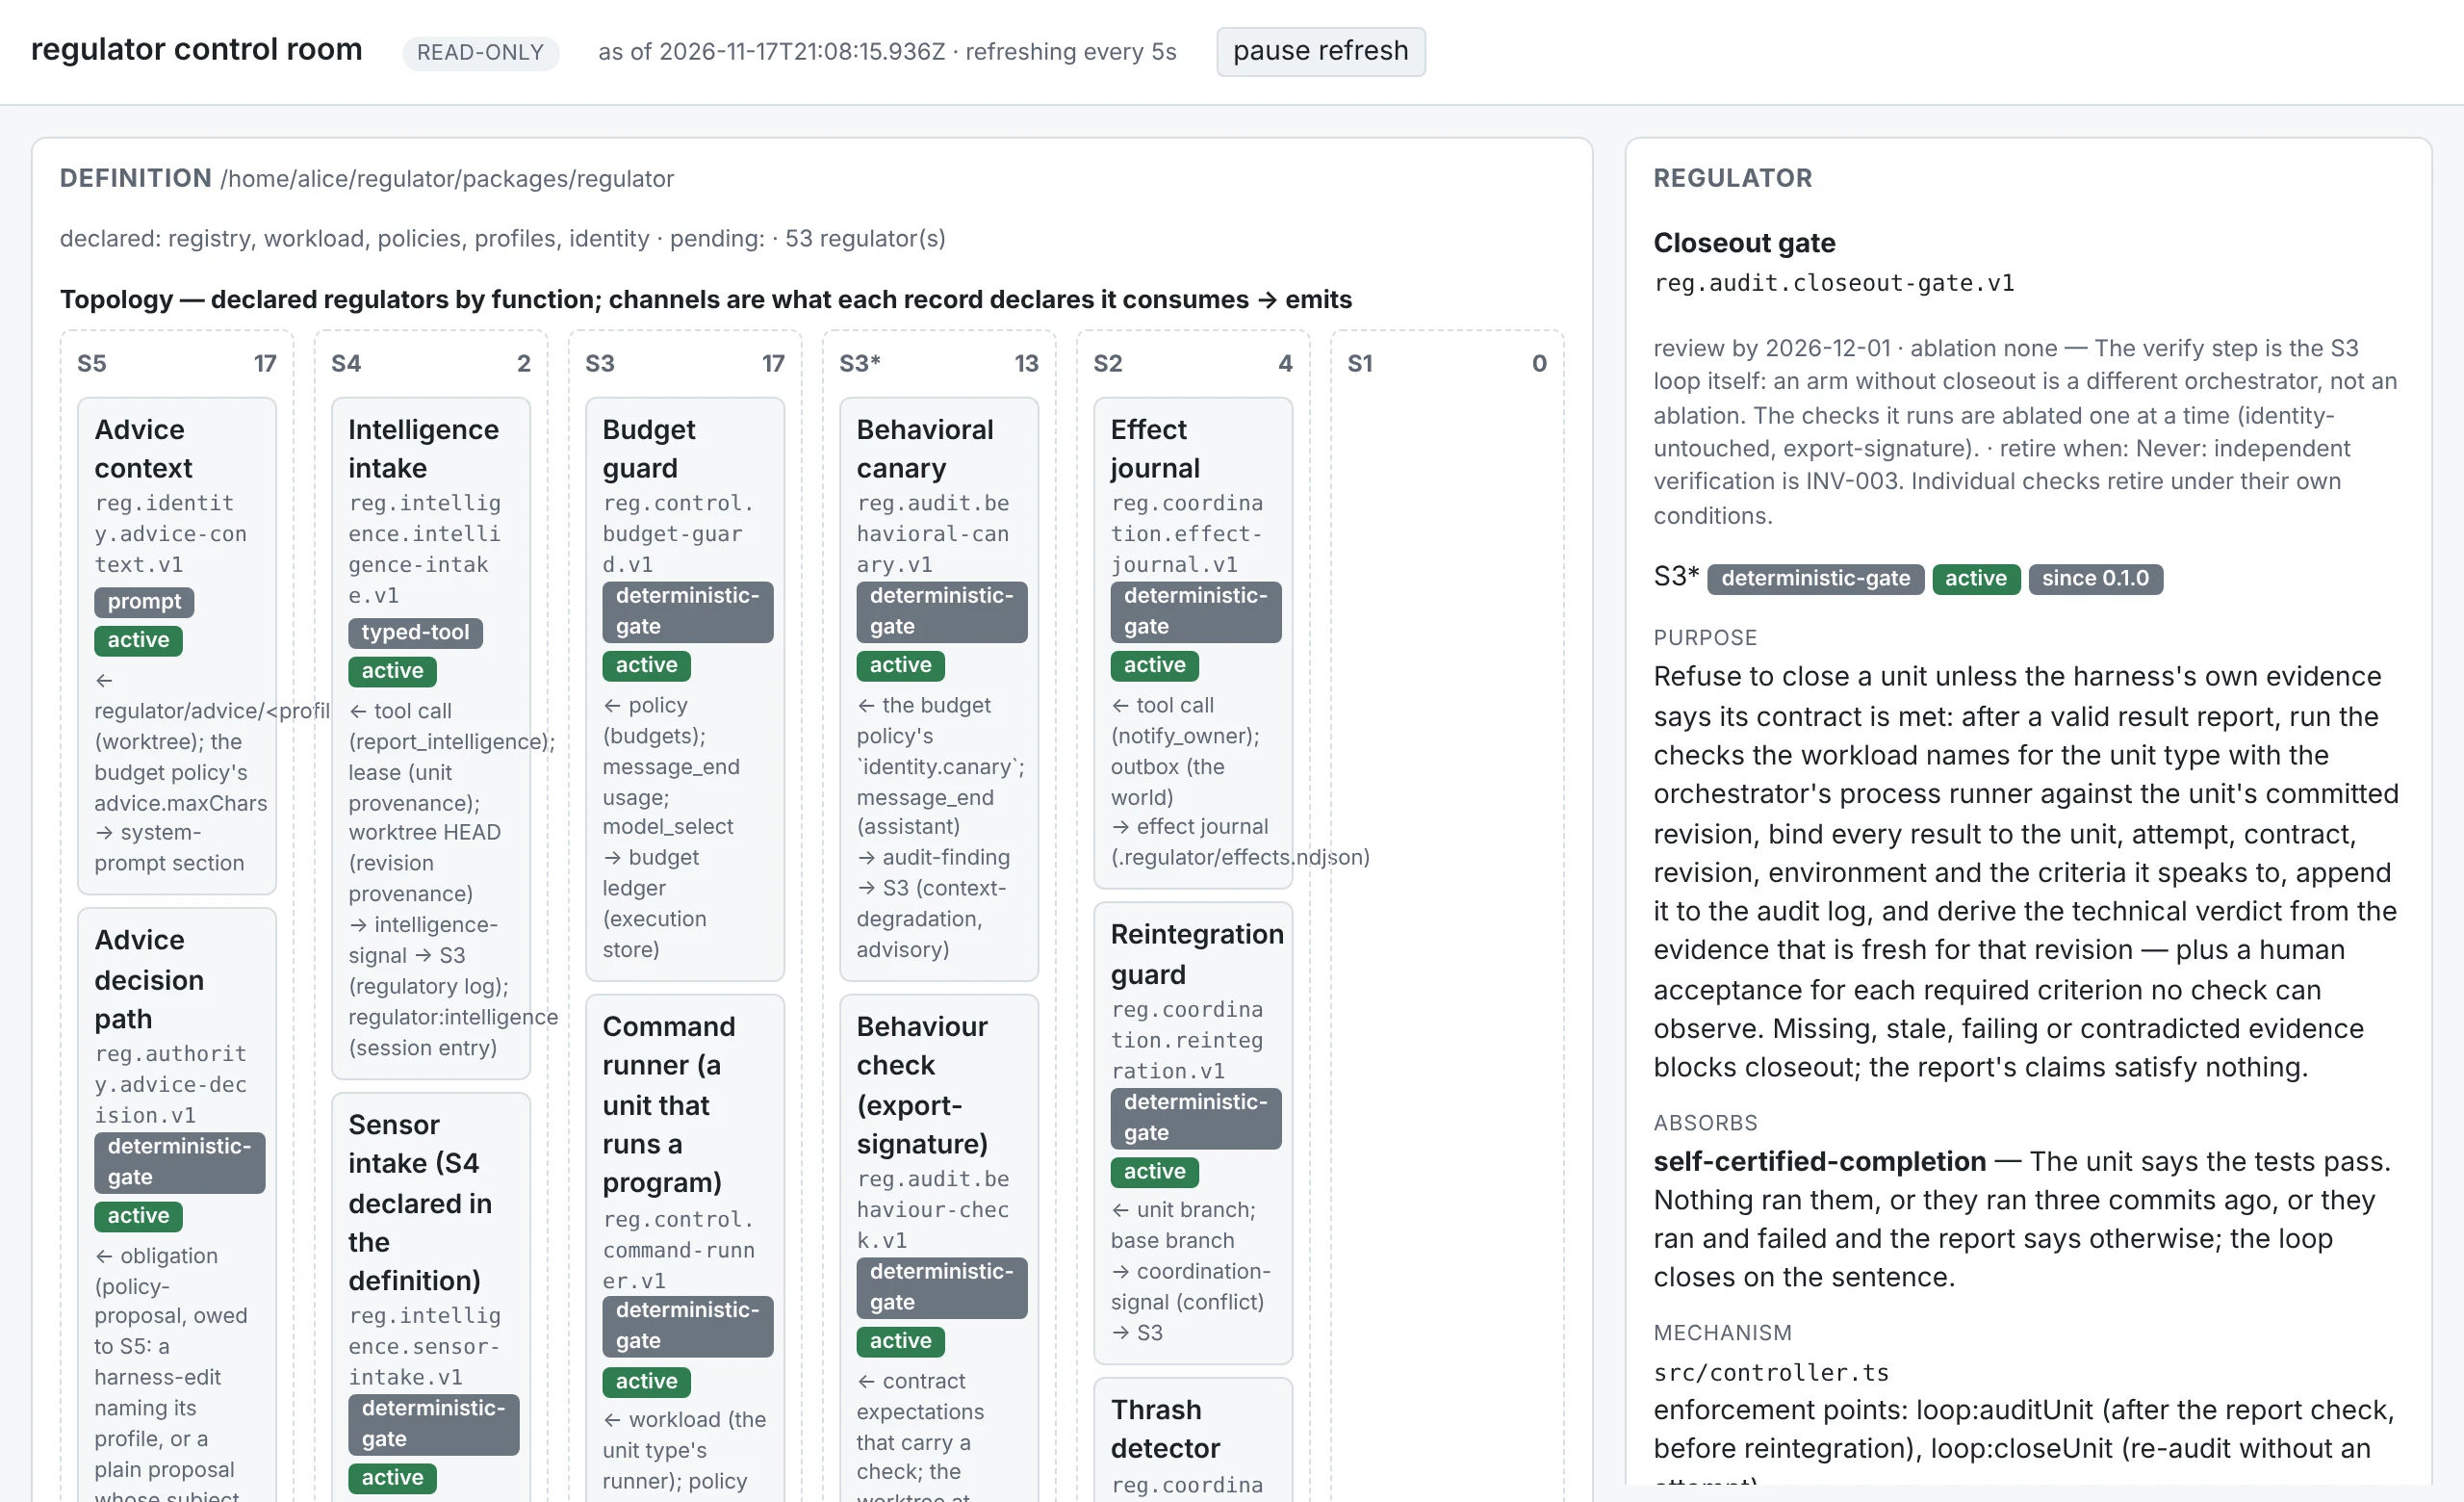 regulator control room
READ-ONLY
as of 2026-11-17T21:08:15.936Z · refreshing every 5s
pause refresh
DEFINITION /home/alice/regulator/packages/regulator
declared: registry, workload, policies, profiles, identity · pending: · 53 regulator(s)
Topology — declared regulators by function; channels are what each record declares it consumes → emits
S5 17
Advice
context
reg.identit
y.advice-con
text.v1
prompt
active
←
regulator/advice/<profil
(worktree); the
budget policy's
advice.maxChars
→ system-
prompt section
Advice
decision
path
reg.authorit
y.advice-dec
ision.v1
deterministic-
gate
active
← obligation
(policy-
proposal, owed
to S5: a
harness-edit
naming its
profile, or a
plain proposal
whose subject
S4 2
Intelligence
intake
reg.intellig
ence.intelli
gence-intak
e.v1
typed-tool
active
← tool call
(report_intelligence);
lease (unit
provenance);
worktree HEAD
(revision
provenance)
→ intelligence-
signal → S3
(regulatory log);
regulator:intelligence
(session entry)
Sensor
intake (S4
declared in
the
definition)
reg.intellig
ence.sensor-
intake.v1
deterministic-
gate
active
S3 17
Budget
guard
reg.control.
budget-guar
d.v1
deterministic-
gate
active
← policy
(budgets);
message_end
usage;
model_select
→ budget
ledger
(execution
store)
Command
runner (a
unit that
runs a
program)
reg.control.
command-runn
er.v1
deterministic-
gate
active
← workload (the
unit type's
runner); policy
S3* 13
Behavioral
canary
reg.audit.be
havioral-can
ary.v1
deterministic-
gate
active
← the budget
policy's
`identity.canary`;
message_end
(assistant)
→ audit-finding
→ S3 (context-
degradation,
advisory)
Behaviour
check
(export-
signature)
reg.audit.be
haviour-chec
k.v1
deterministic-
gate
active
← contract
expectations
that carry a
check; the
worktree at
S2 4
Effect
journal
reg.coordina
tion.effect-
journal.v1
deterministic-
gate
active
← tool call
(notify_owner);
outbox (the
world)
→ effect journal
(.regulator/effects.ndjson)
Reintegration
guard
reg.coordina
tion.reinteg
ration.v1
deterministic-
gate
active
← unit branch;
base branch
→ coordination-
signal (conflict)
→ S3
Thrash
detector
reg.coordina
S1 0
REGULATOR
Closeout gate
reg.audit.closeout-gate.v1
review by 2026-12-01 · ablation none — The verify step is the S3
loop itself: an arm without closeout is a different orchestrator, not an
ablation. The checks it runs are ablated one at a time (identity-
untouched, export-signature). · retire when: Never: independent
verification is INV-003. Individual checks retire under their own
conditions.
S3* deterministic-gate active since 0.1.0
PURPOSE
Refuse to close a unit unless the harness's own evidence
says its contract is met: after a valid result report, run the
checks the workload names for the unit type with the
orchestrator's process runner against the unit's committed
revision, bind every result to the unit, attempt, contract,
revision, environment and the criteria it speaks to, append
it to the audit log, and derive the technical verdict from the
evidence that is fresh for that revision — plus a human
acceptance for each required criterion no check can
observe. Missing, stale, failing or contradicted evidence
blocks closeout; the report's claims satisfy nothing.
ABSORBS
self-certified-completion — The unit says the tests pass.
Nothing ran them, or they ran three commits ago, or they
ran and failed and the report says otherwise; the loop
closes on the sentence.
MECHANISM
src/controller.ts
enforcement points: loop:auditUnit (after the report check,
before reintegration), loop:closeUnit (re-audit without an